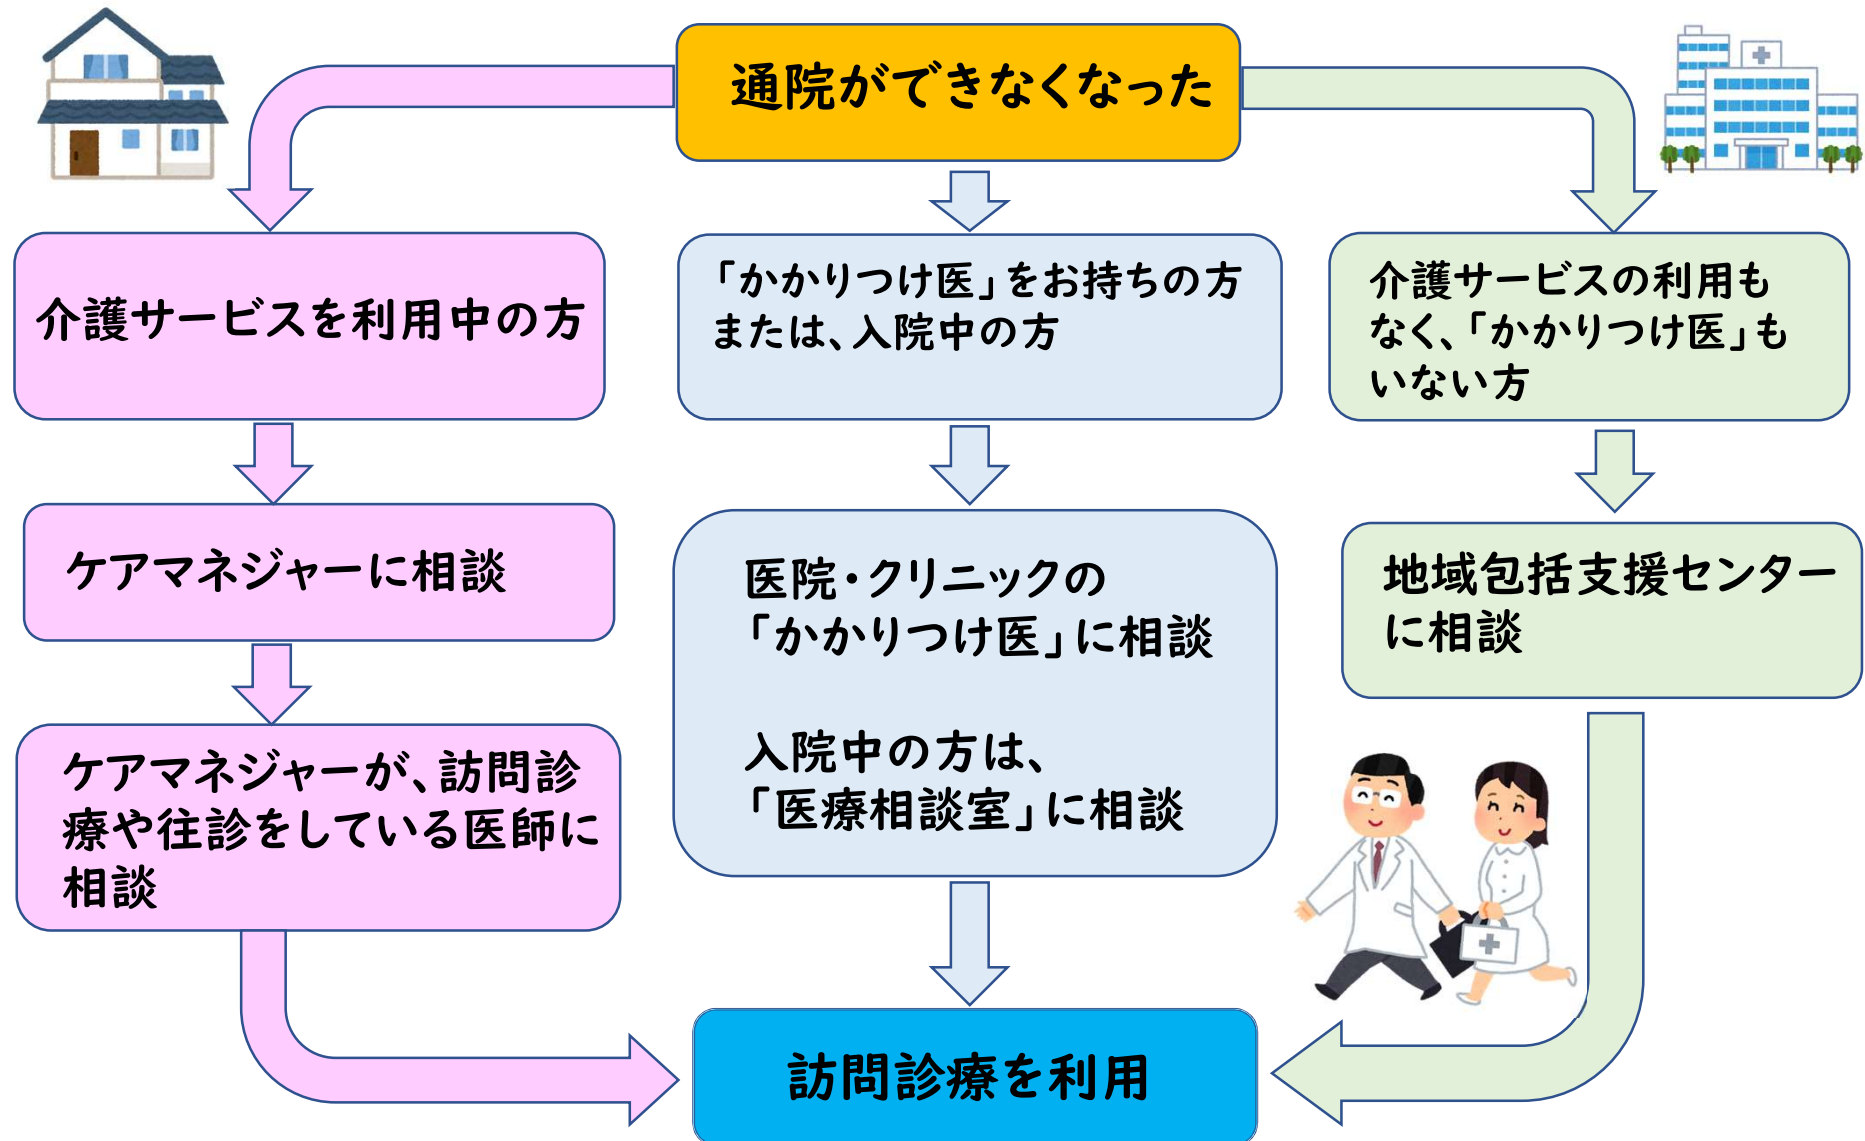 通院ができなくなった
介護サービスを利用中の方
「かかりつけ医」をお持ちの方
または、入院中の方
介護サービスの利用も
なく、「かかりつけ医」も
いない方
ケアマネジャーに相談
医院・クリニックの
「かかりつけ医」に相談
入院中の方は、
「医療相談室」に相談
地域包括支援センター
に相談
ケアマネジャーが、訪問診
療や往診をしている医師に
相談
訪問診療を利用